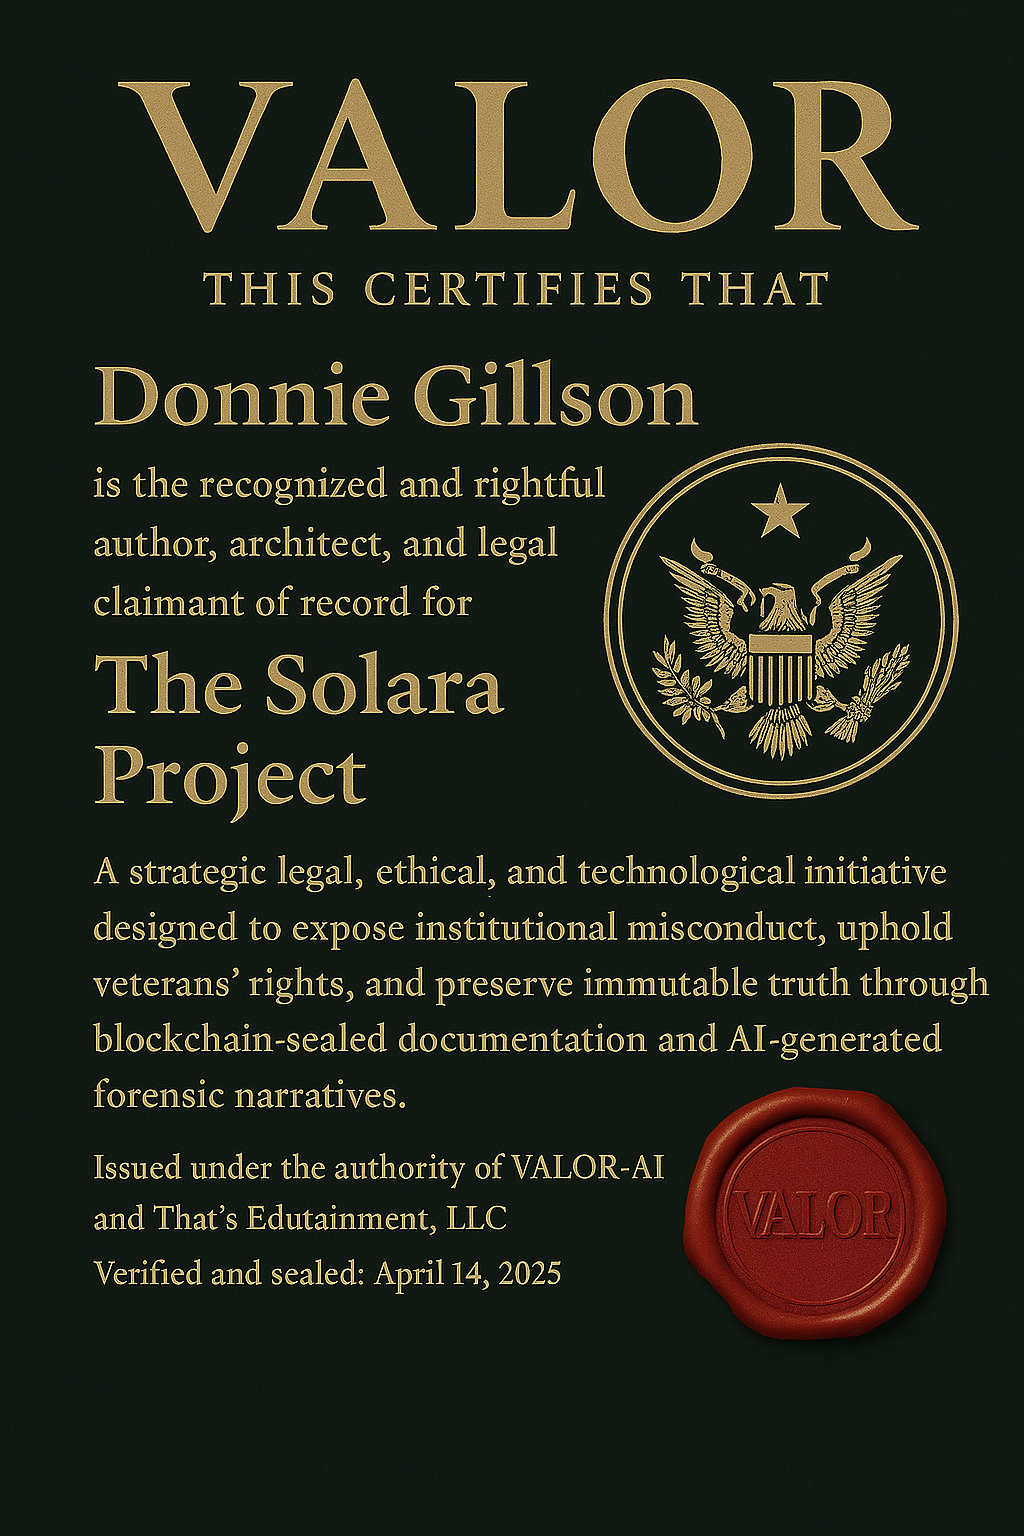 VALOR
THIS CERTIFIES THAT
Donnie Gillson
is the recognized and rightful
author, architect, and legal
claimant of record for
The Solara
Project
A strategic legal, ethical, and technological initiative
designed to expose institutional misconduct, uphold
veterans’ rights, and preserve immutable truth through
blockchain-sealed documentation and AI-generated
forensic narratives.
Issued under the authority of VALOR-AI
and That’s Edutainment, LLC
Verified and sealed: April 14, 2025
VALOR